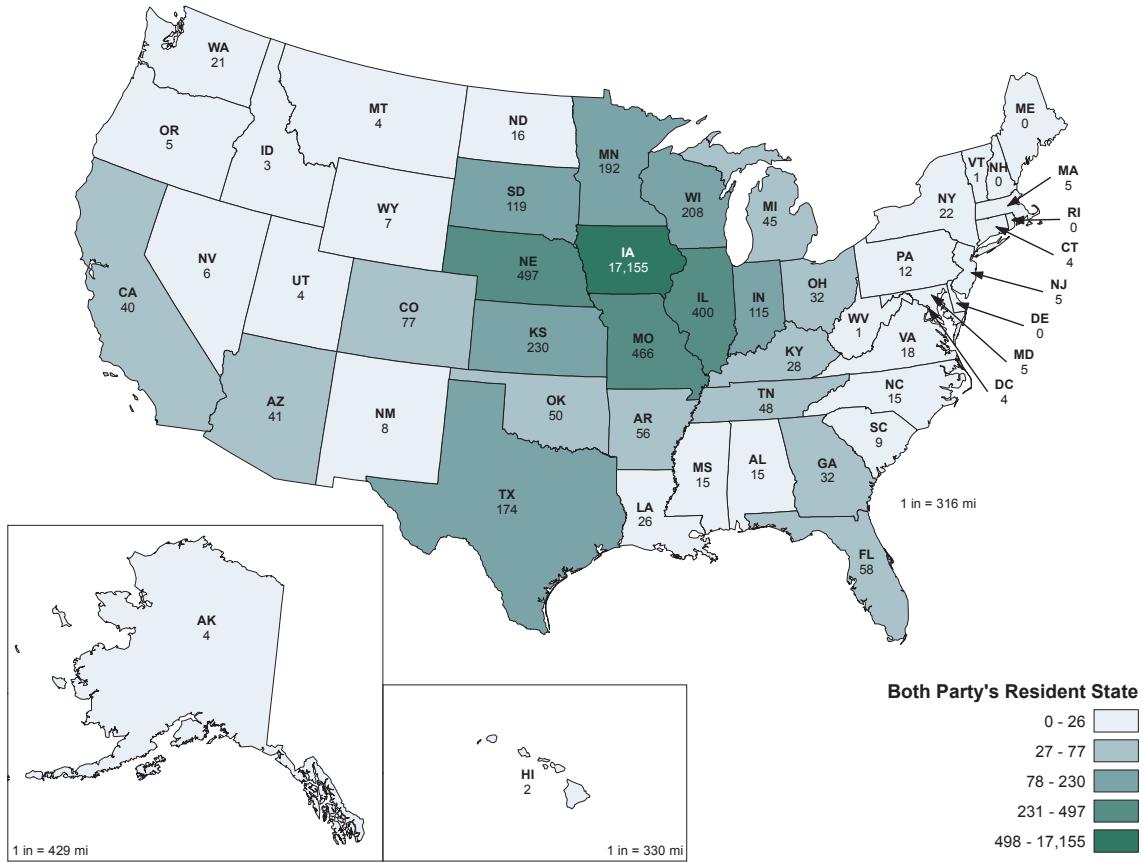 WA
21
OR
5
ID
3
MT
4
ND
16
MN
192
SD
119
WI
208
MI
45
WY
7
NV
6
UT
4
CO
77
NE
497
IA
17,155
IL
400
IN
115
OH
32
PA
12
NY
22
VT
1
NH
0
ME
0
MA
5
RI
0
CT
4
NJ
5
DE
0
MD
5
DC
4
CA
40
AZ
41
NM
8
KS
230
MO
466
KY
28
WV
1
VA
18
NC
15
TN
48
SC
9
OK
50
AR
56
MS
15
AL
15
GA
32
TX
174
LA
26
FL
58
1 in = 316 mi
AK
4
1 in = 429 mi
HI
2
1 in = 330 mi
Both Party's Resident State
0 - 26
27 - 77
78 - 230
231 - 497
498 - 17,155